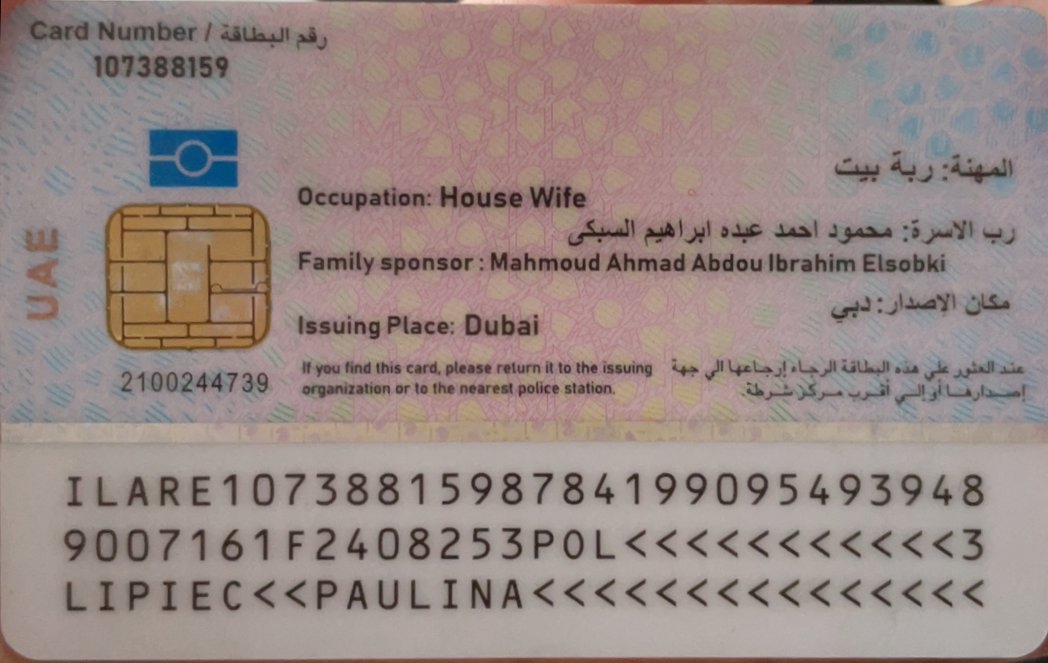 Card Number / رقم البطاقة
107388159
المهنة: ربة بيت
Occupation: House Wife
رب الاسرة: محمود احمد عبده ابراهيم السبكى
Family sponsor : Mahmoud Ahmad Abdou Ibrahim Elsobki
مكان الإصدار: دبي
Issuing Place: Dubai
UAE
2100244739
If you find this card, please return it to the issuing
organization or to the nearest police station.
عند العثور على هذه البطاقة الرجاء إرجاعها الى جهة
إصدارها أو إلى أقرب مركز شرطة.
ILARE1073881598784199095493948
9007161F2408253POL<<<<<<<<<<<3
LIPIEC<<PAULINA<<<<<<<<<<<<<<<